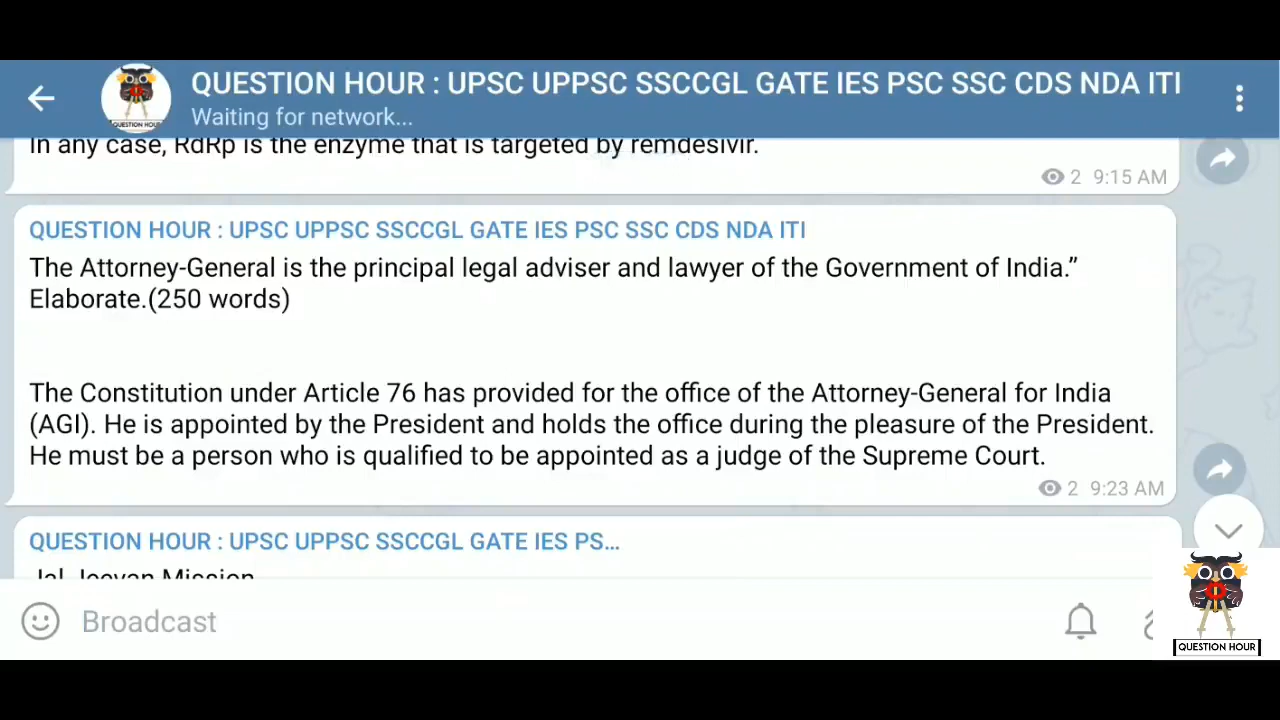 QUESTION HOUR : UPSC UPPSC SSCCGL GATE IES PSC SSC CDS NDA ITI
Waiting for network...
In any case, RdRp is the enzyme that is targeted by remdesivir.
2 9:15 AM
QUESTION HOUR : UPSC UPPSC SSCCGL GATE IES PSC SSC CDS NDA ITI
The Attorney-General is the principal legal adviser and lawyer of the Government of India.”
Elaborate.(250 words)
The Constitution under Article 76 has provided for the office of the Attorney-General for India
(AGI). He is appointed by the President and holds the office during the pleasure of the President.
He must be a person who is qualified to be appointed as a judge of the Supreme Court.
2 9:23 AM
QUESTION HOUR : UPSC UPPSC SSCCGL GATE IES PS...
Jal Jeevan Mission
Broadcast
QUESTION HOUR